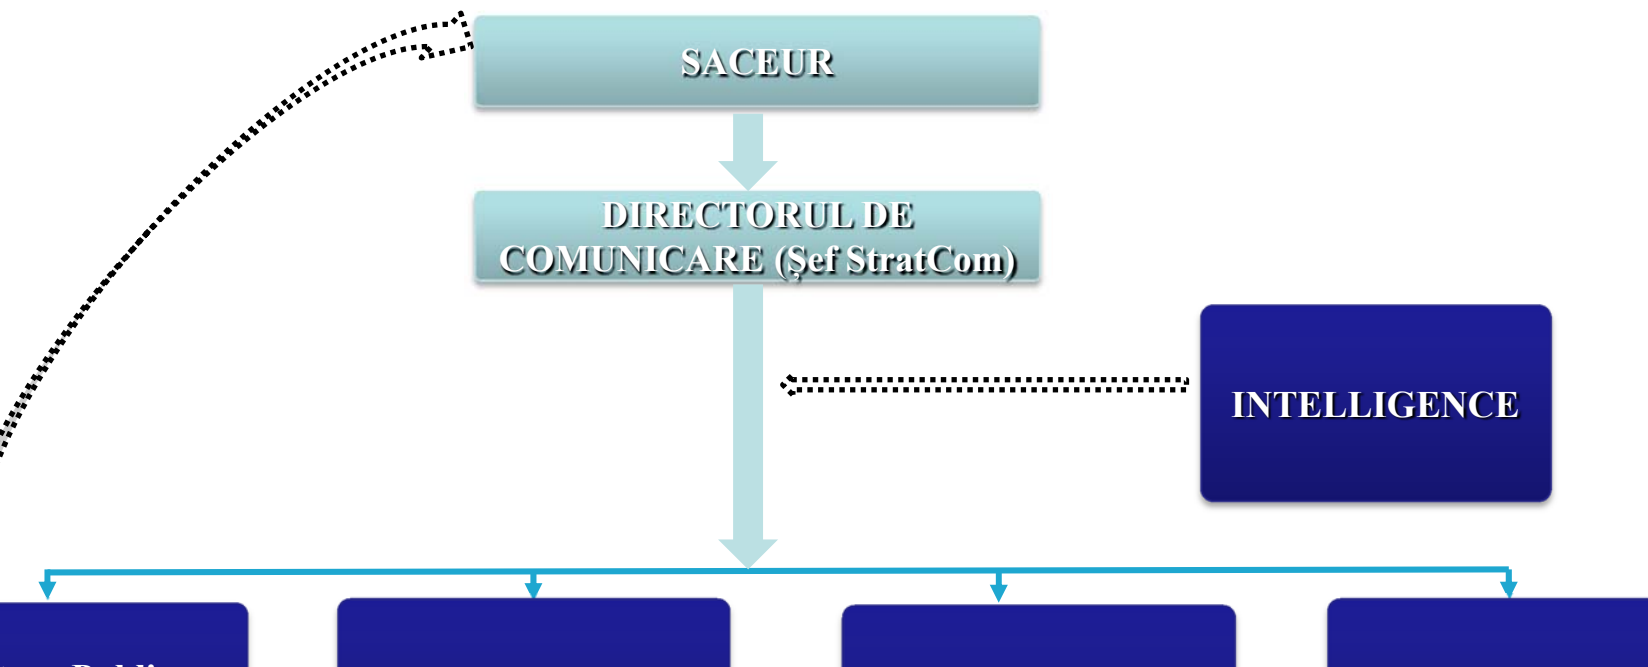 SACEUR
DIRECTORUL DE
COMUNICARE (Șef StratCom)
INTELLIGENCE